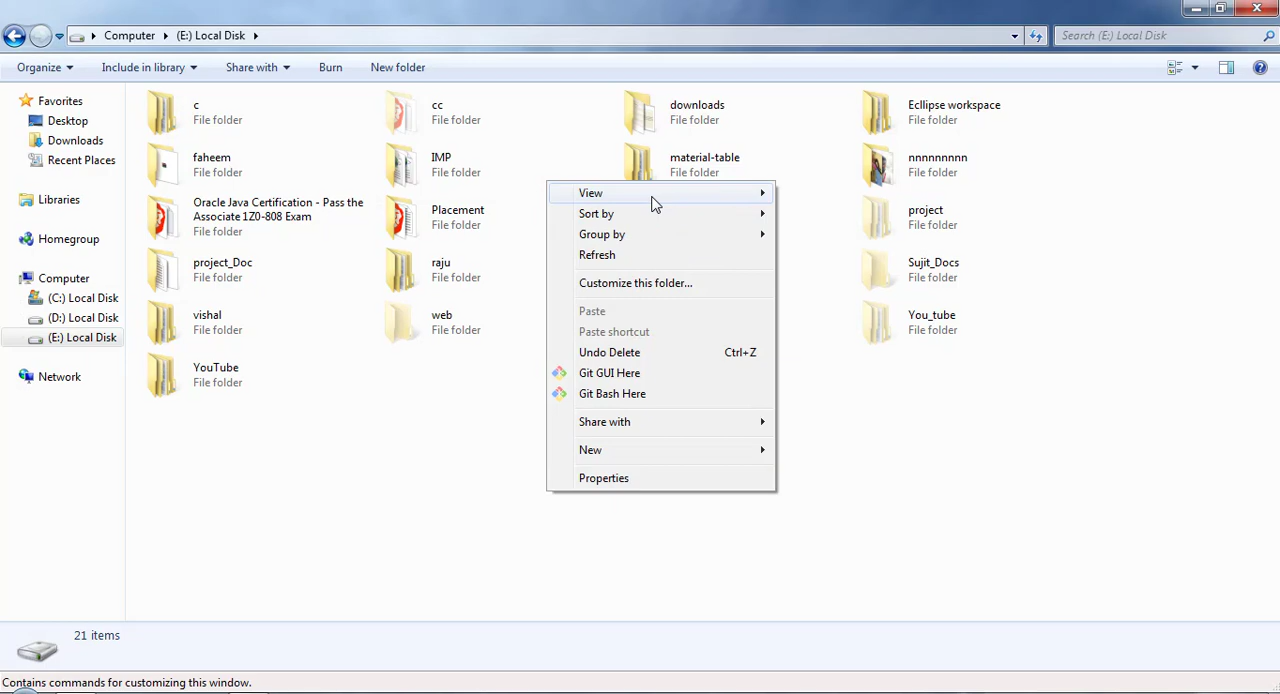 Computer
(E:) Local Disk
Search (E:) Local Disk
Organize
Include in library
Share with
Burn
New folder
Favorites
Desktop
Downloads
Recent Places
Libraries
Homegroup
Computer
(C:) Local Disk
(D:) Local Disk
(E:) Local Disk
Network
c
File folder
cc
File folder
downloads
File folder
Ecllipse workspace
File folder
faheem
File folder
IMP
File folder
material-table
File folder
nnnnnnnnn
File folder
Oracle Java Certification - Pass the
Associate 1Z0-808 Exam
File folder
Placement
File folder
project
File folder
project_Doc
File folder
raju
File folder
Sujit_Docs
File folder
vishal
File folder
web
File folder
You_tube
File folder
YouTube
File folder
View
Sort by
Group by
Refresh
Customize this folder...
Paste
Paste shortcut
Undo Delete Ctrl+Z
Git GUI Here
Git Bash Here
Share with
New
Properties
21 items
Contains commands for customizing this window.